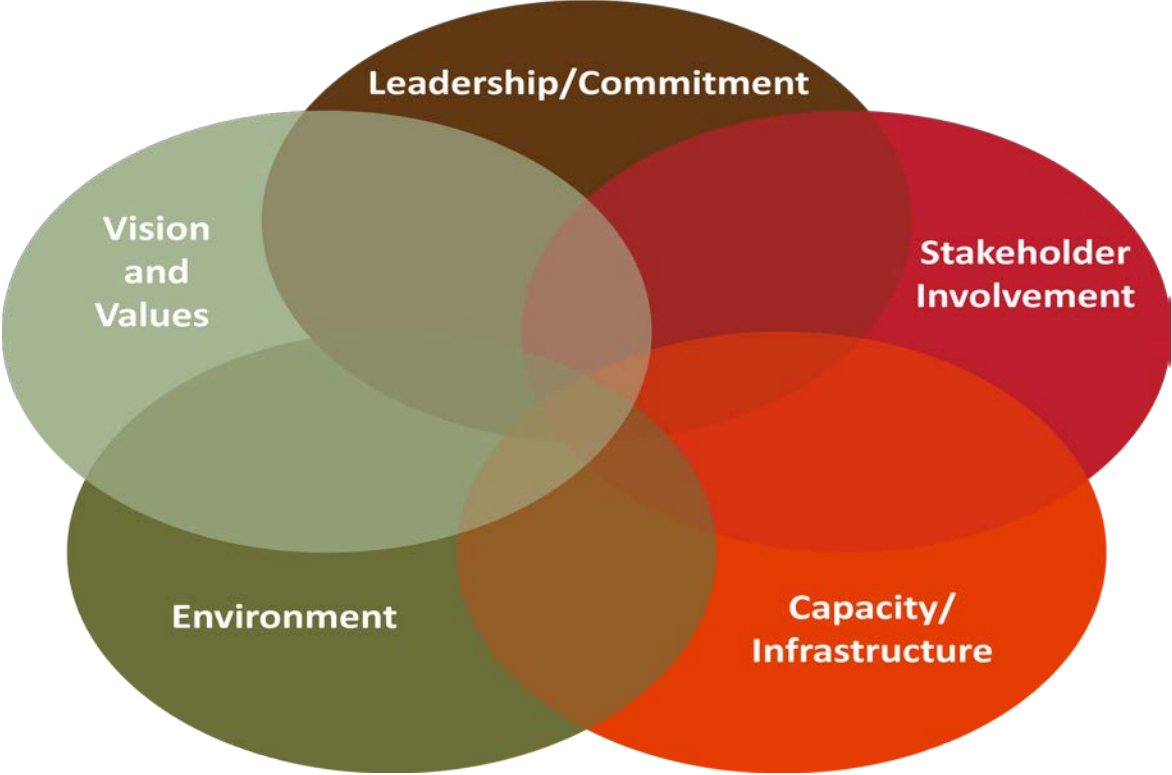 Leadership/Commitment
Vision
and
Values
Stakeholder
Involvement
Environment
Capacity/
Infrastructure